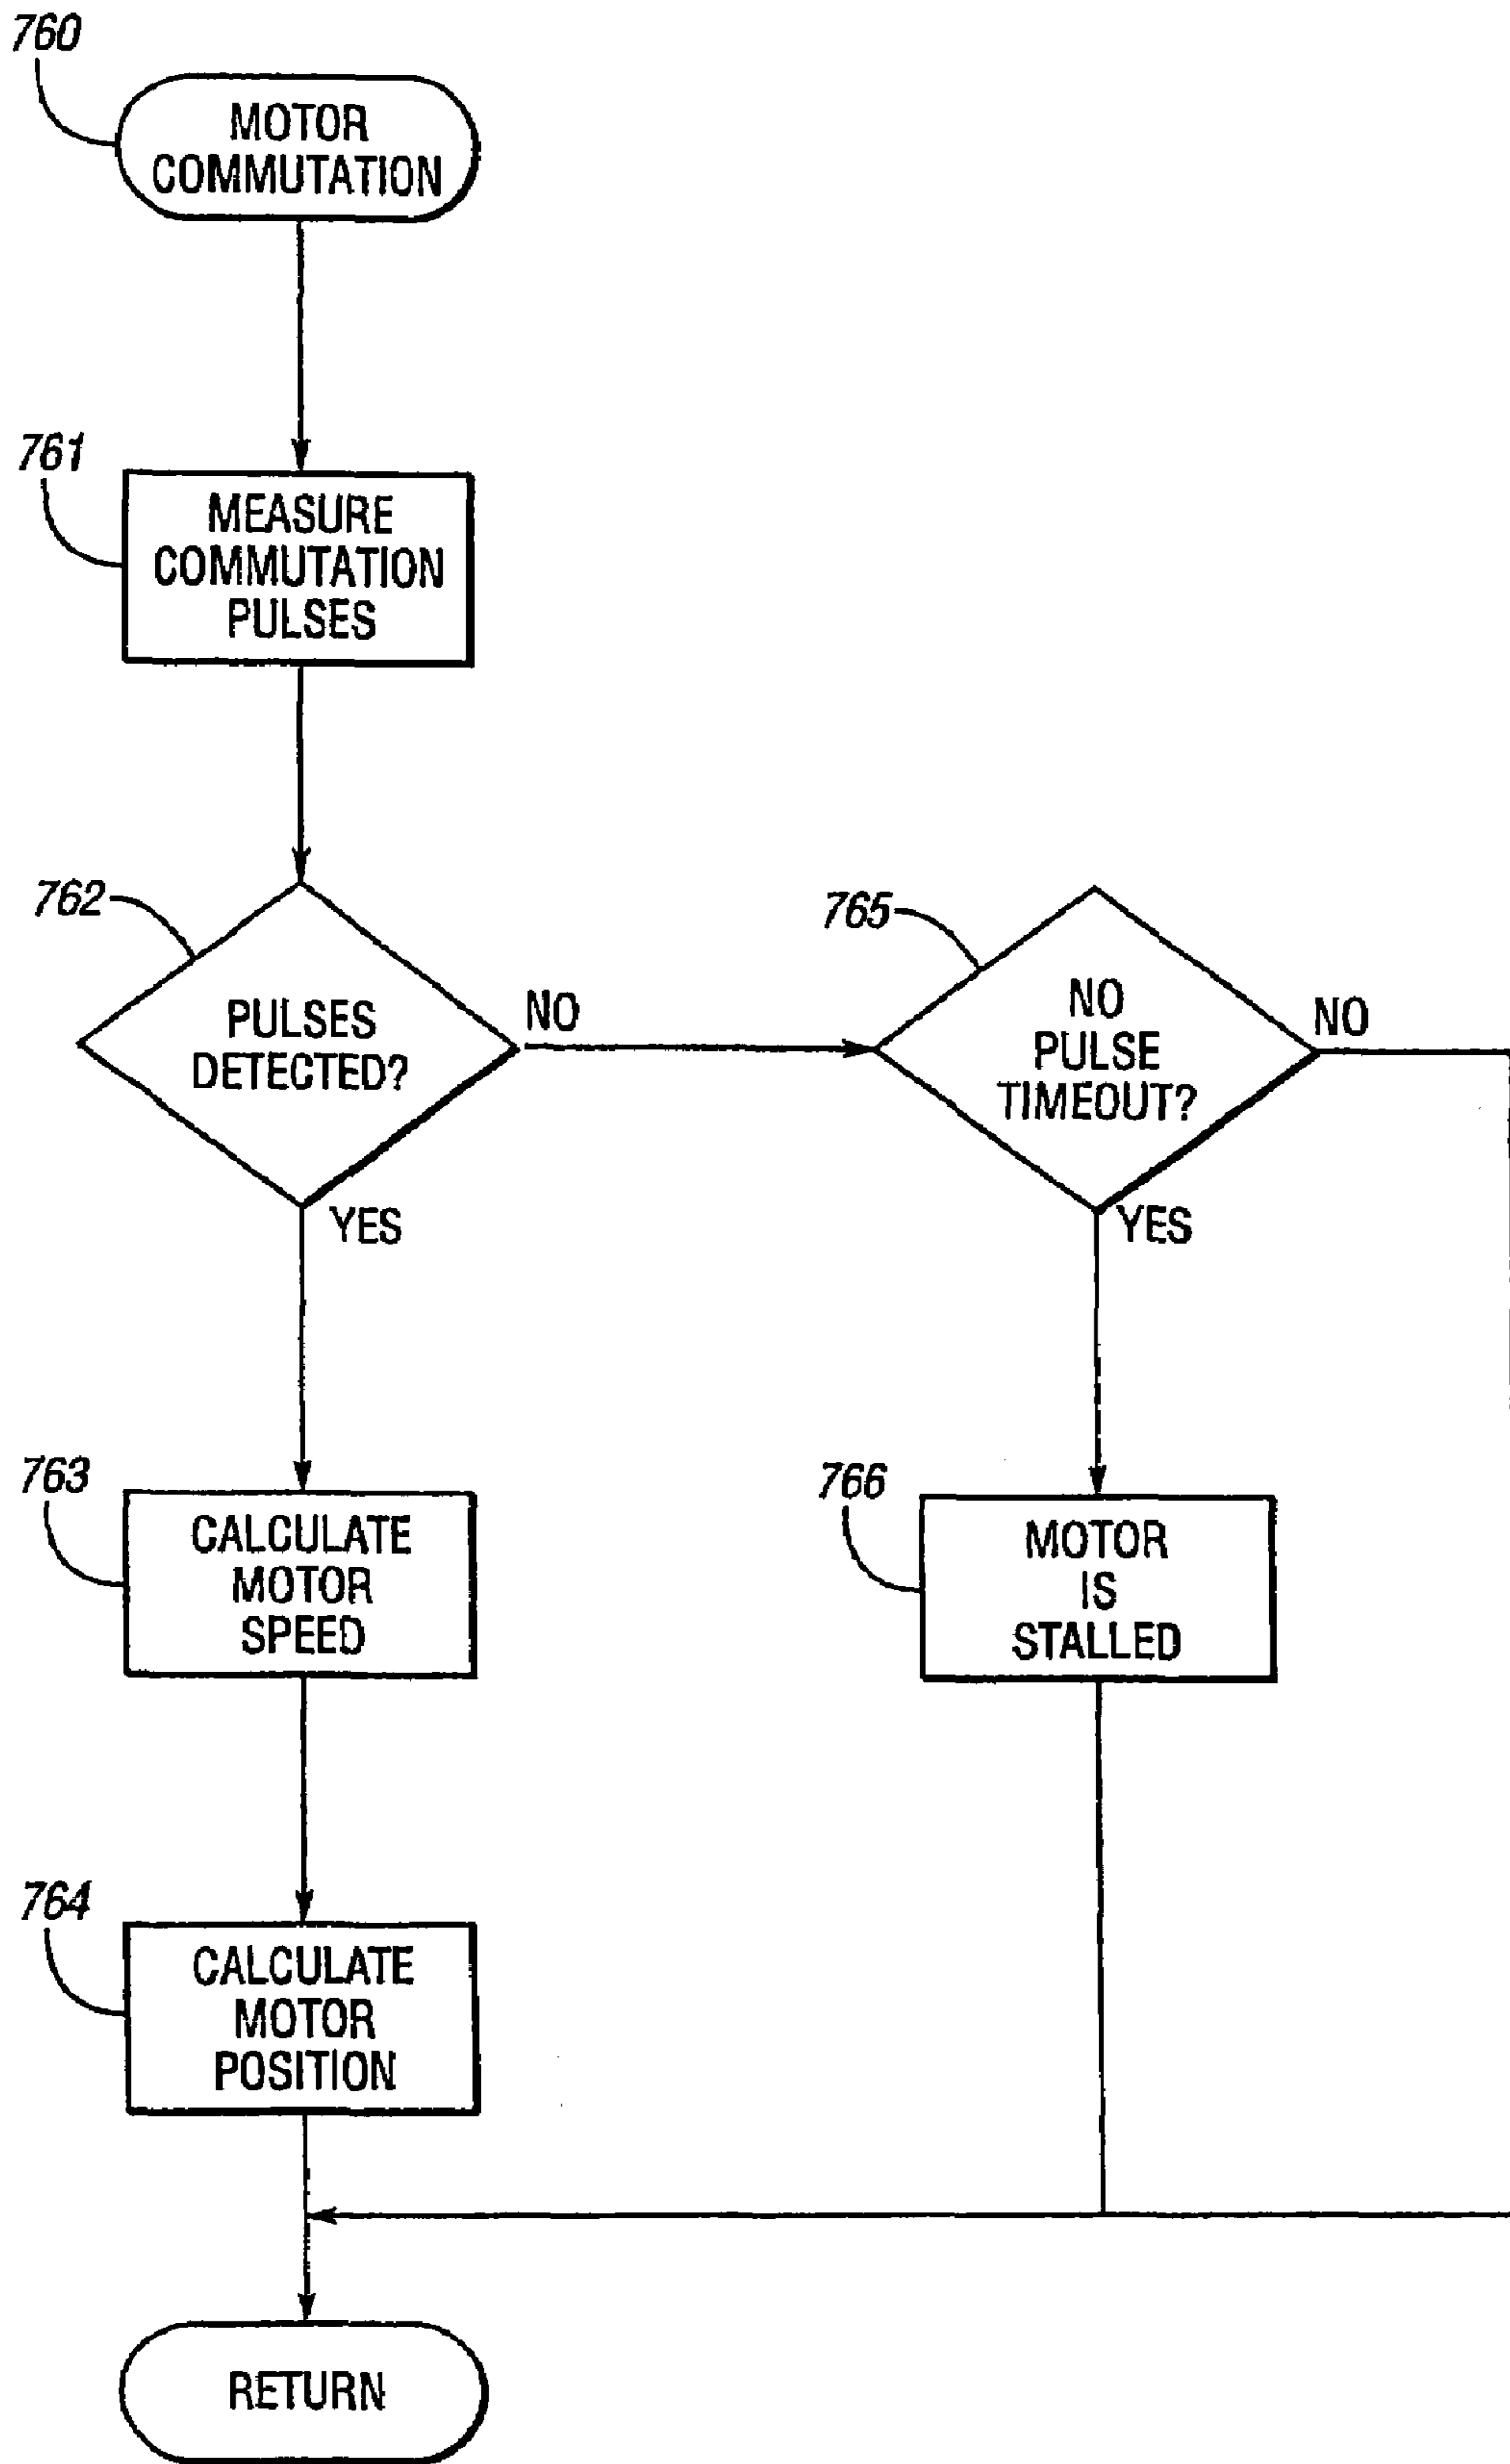 760
MOTOR
COMMUTATION
761
MEASURE
COMMUTATION
PULSES
762
PULSES
DETECTED?
NO
YES
765
NO
PULSE
TIMEOUT?
NO
YES
763
CALCULATE
MOTOR
SPEED
766
MOTOR
IS
STALLED
764
CALCULATE
MOTOR
POSITION
RETURN